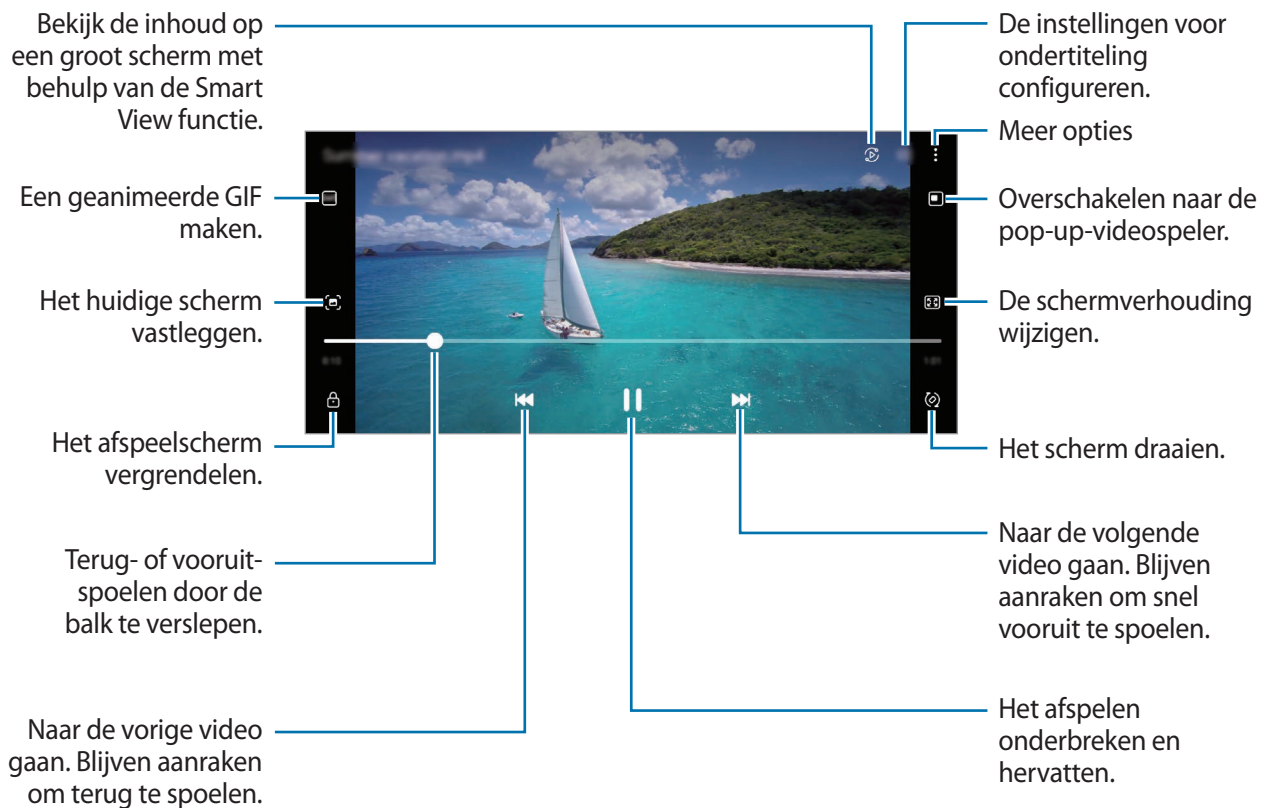 Bekijk de inhoud op
een groot scherm met
behulp van de Smart
View functie.
Een geanimeerde GIF
maken.
Het huidige scherm
vastleggen.
Het afspeelscherm
vergrendelen.
Terug- of vooruit-
spoelen door de
balk te verslepen.
Naar de vorige video
gaan. Blijven aanraken
om terug te spoelen.
De instellingen voor
ondertiteling
configureren.
Meer opties
Overschakelen naar de
pop-up-videospeler.
De schermverhouding
wijzigen.
Het scherm draaien.
Naar de volgende
video gaan. Blijven
aanraken om snel
vooruit te spoelen.
Het afspelen
onderbreken en
hervatten.